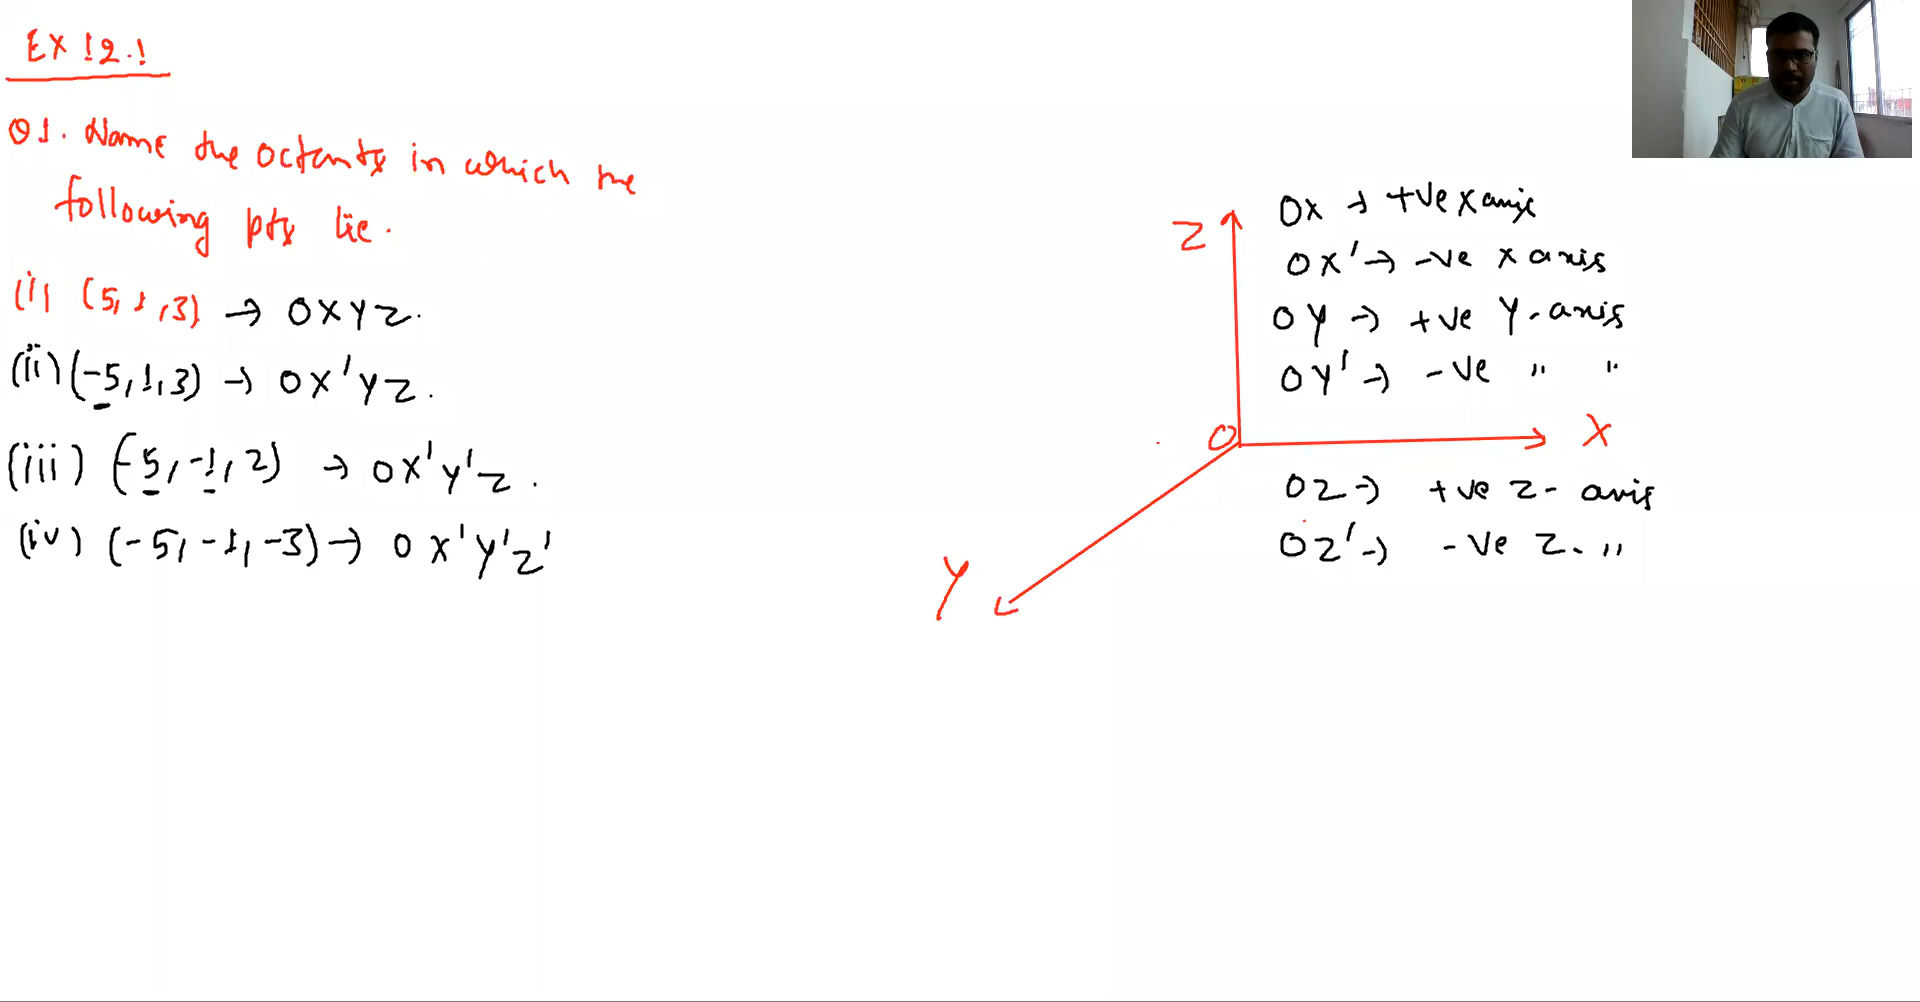 EX 12.1
Q1. Name the octants in which the
following pts lie.
(i) (5, 1, 3) → OXYZ.
(ii) (-5, 1, 3) → OX'YZ.
(iii) (-5, -1, 2) → OX'Y'Z.
(iv) (-5, -1, -3) → OX'Y'Z'
OX → +ve X axis
OX' → -ve X axis
OY → +ve Y-axis
OY' → -ve " "
Z
O
X
Y
OZ → +ve Z- axis
OZ' → -ve Z- "